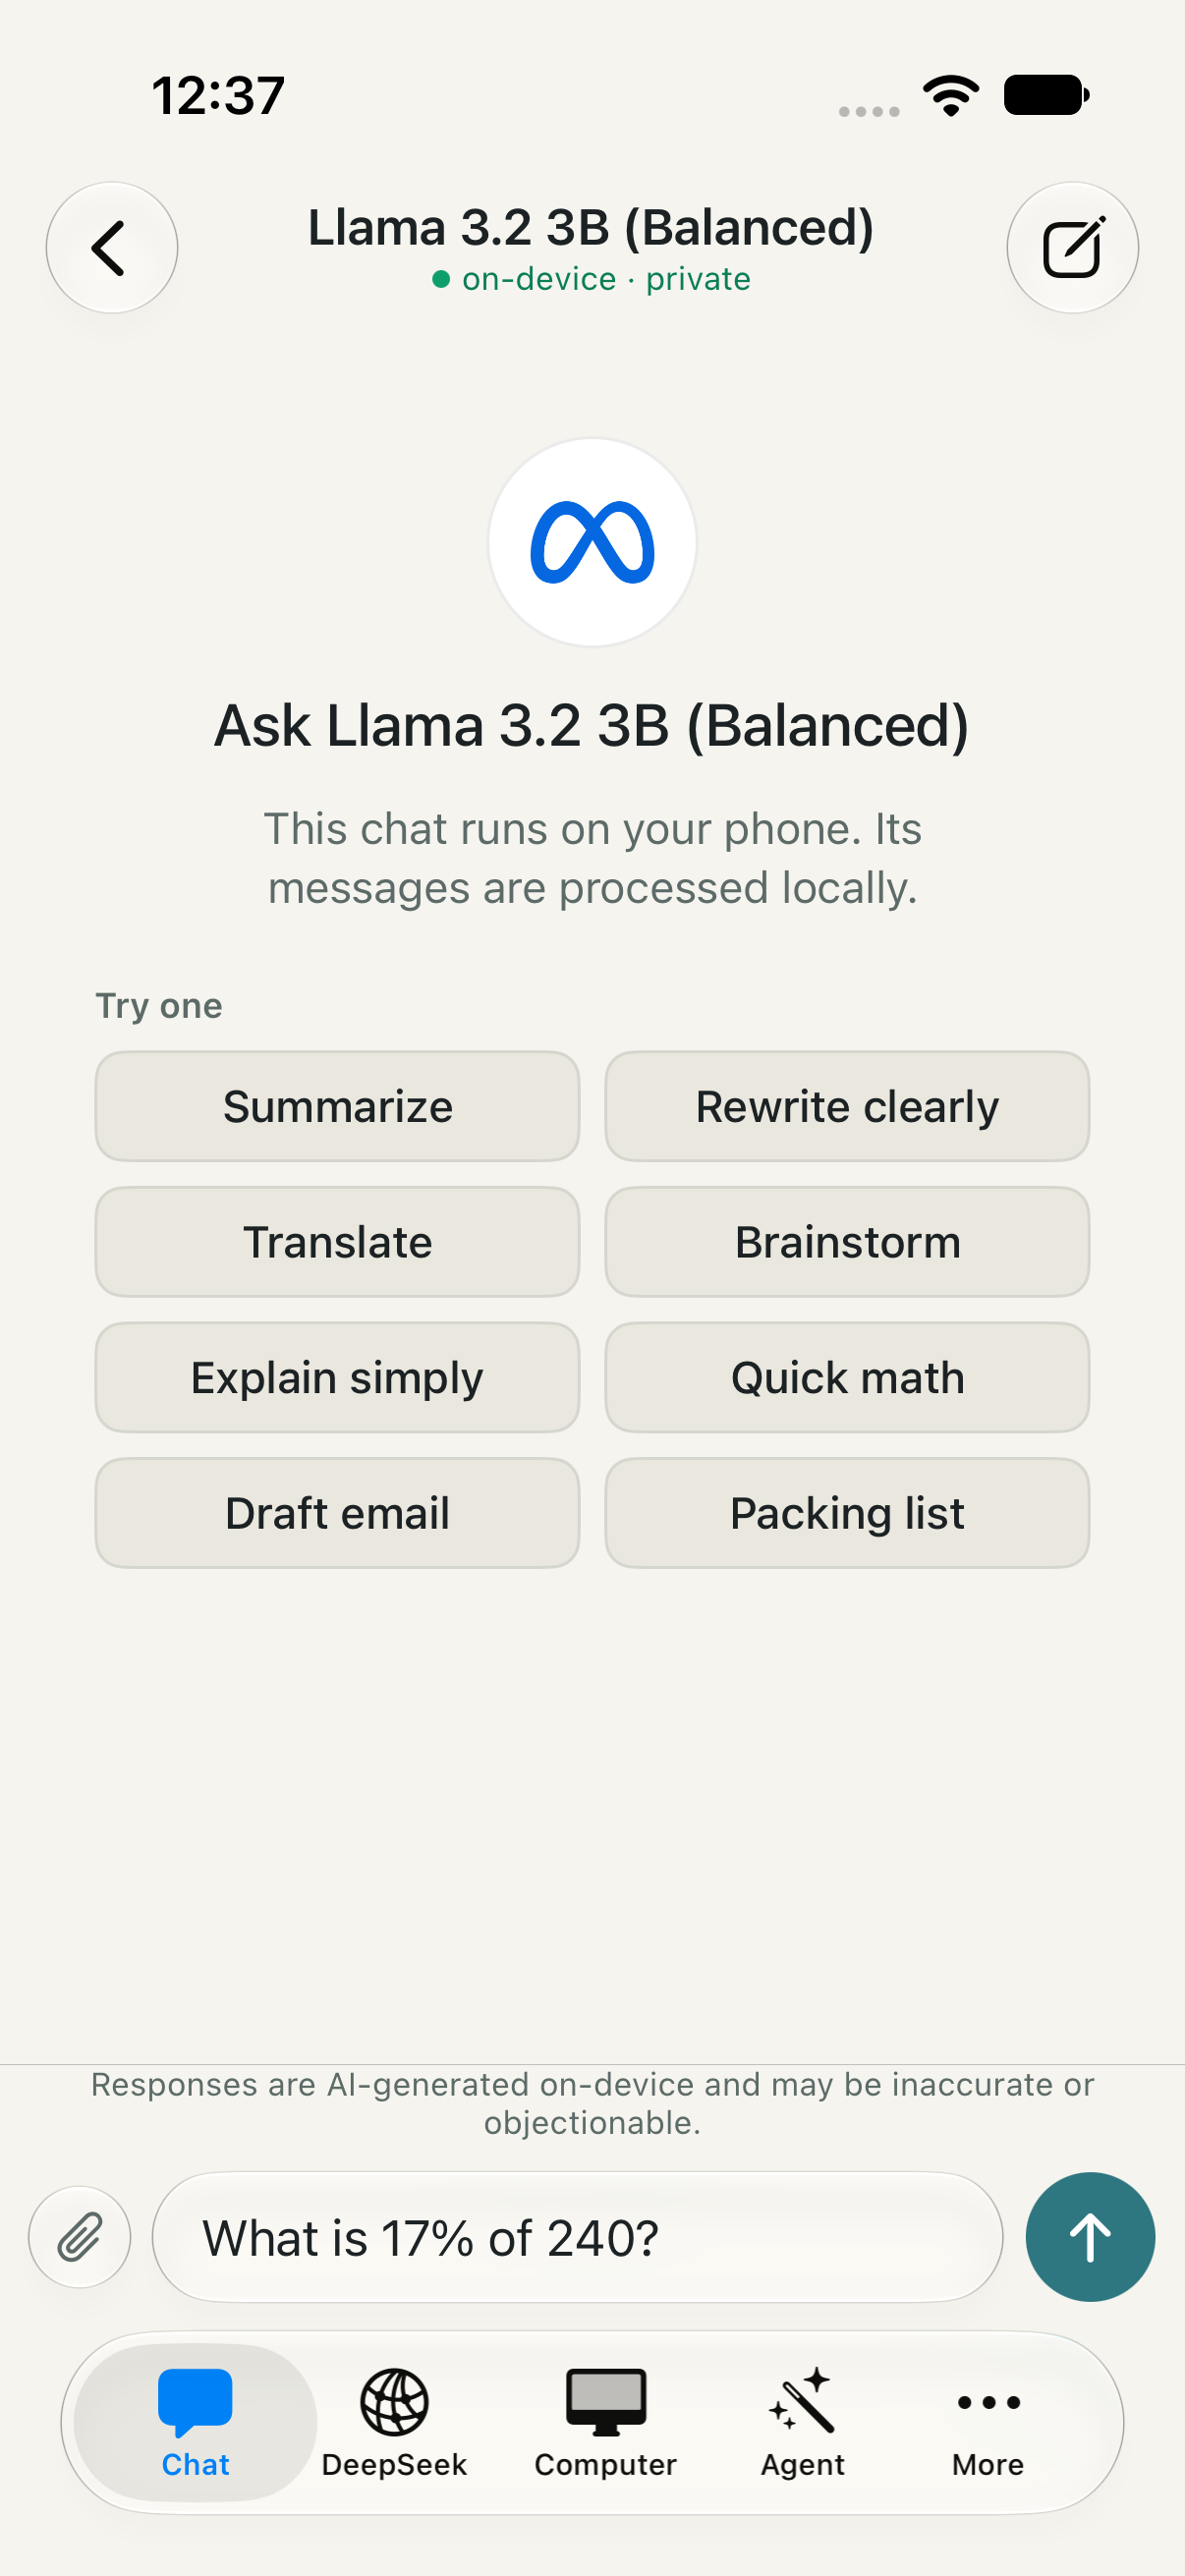 12:37
Llama 3.2 3B (Balanced)
on-device · private
Ask Llama 3.2 3B (Balanced)
This chat runs on your phone. Its
messages are processed locally.
Try one
Summarize
Rewrite clearly
Translate
Brainstorm
Explain simply
Quick math
Draft email
Packing list
Responses are AI-generated on-device and may be inaccurate or
objectionable.
What is 17% of 240?
Chat
DeepSeek
Computer
Agent
More